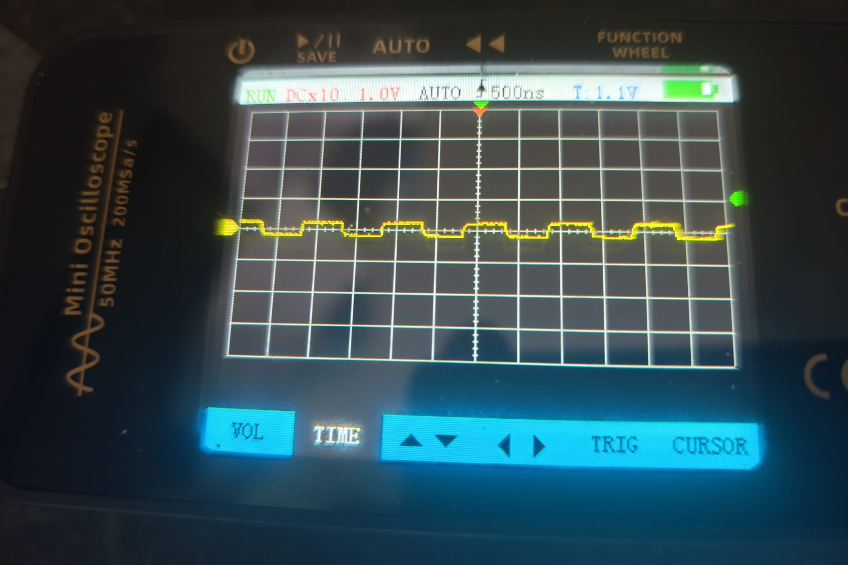 ▶/II
SAVE
AUTO
◀◀
FUNCTION
WHEEL
RUN DCx10 1.0V AUTO 500ns T:1.1V
Mini Oscilloscope
50MHz 200MSa/s
VOL TIME ▲▼ ◀ ▶ TRIG CURSOR